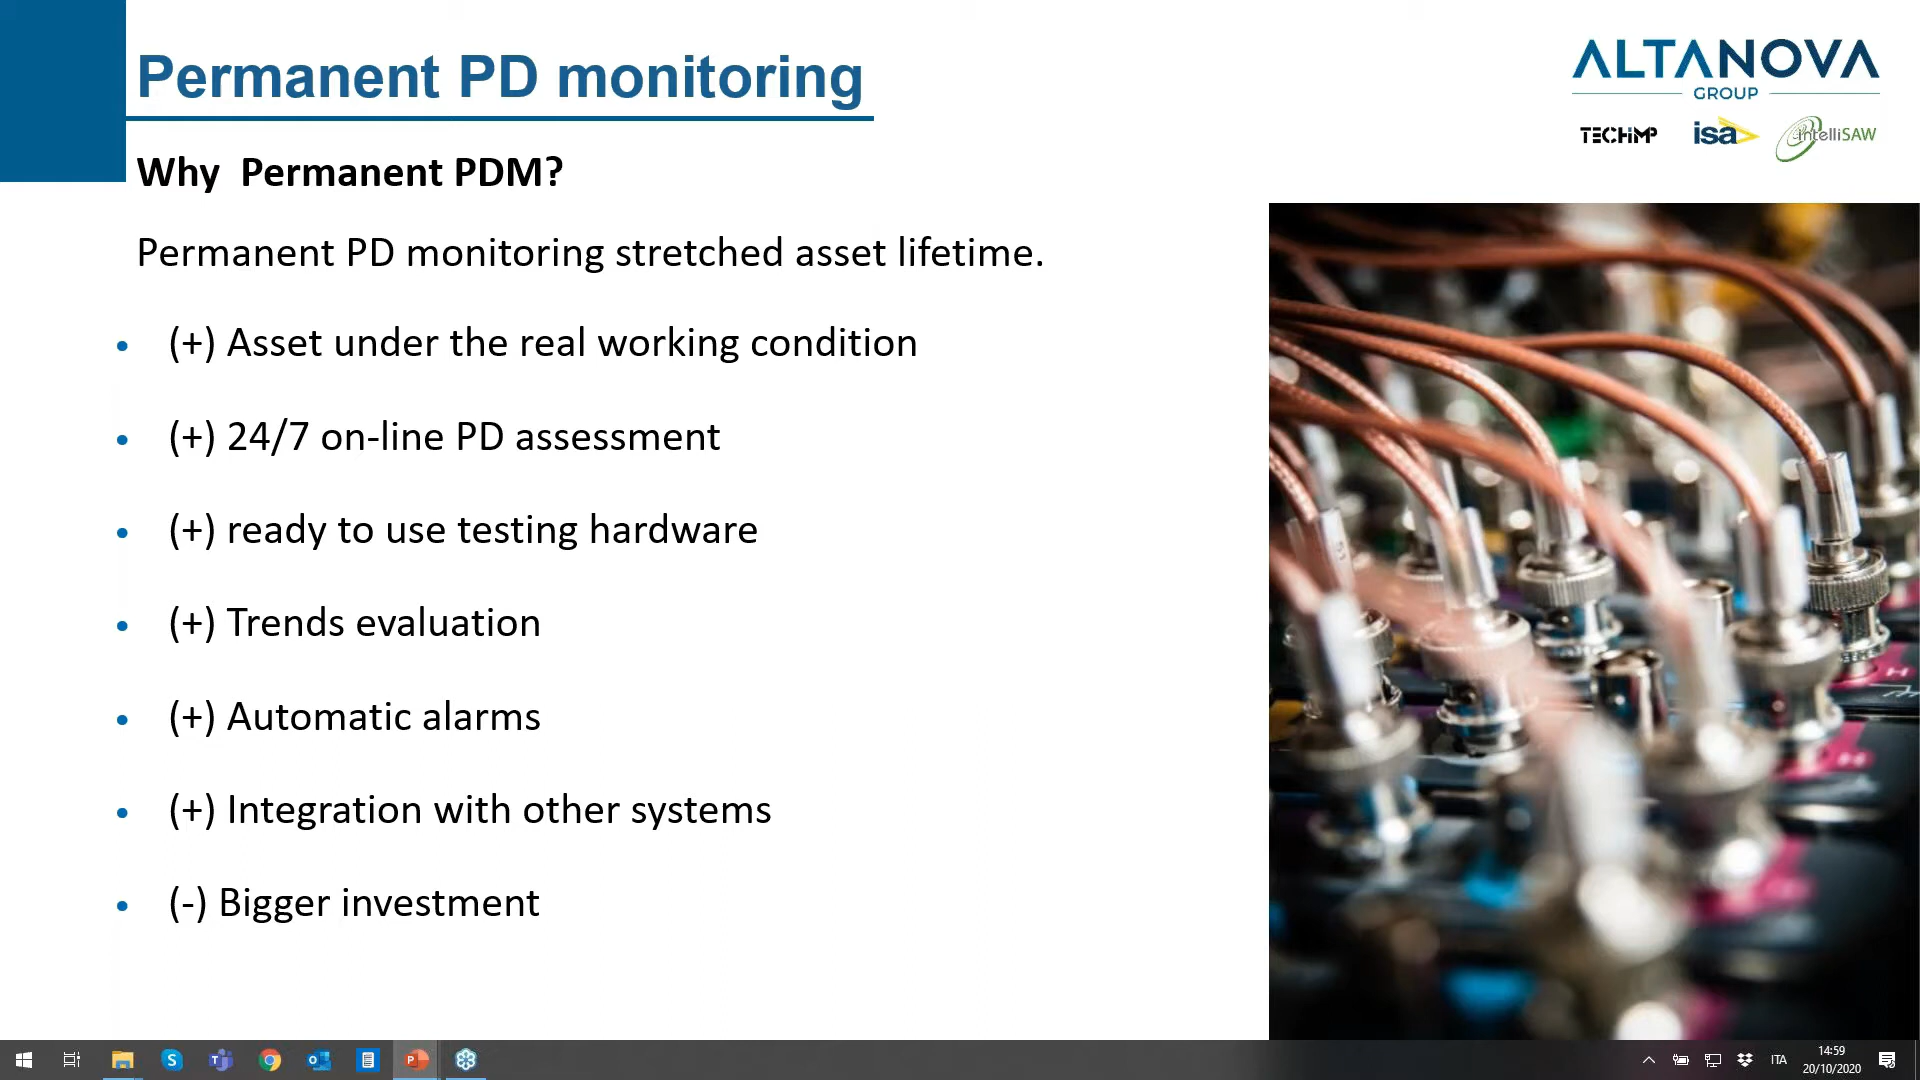 Permanent PD monitoring
ALTANOVA
GROUP
TECHIMP isa intelliSAW
Why  Permanent PDM?
Permanent PD monitoring stretched asset lifetime.
• (+) Asset under the real working condition
• (+) 24/7 on-line PD assessment
• (+) ready to use testing hardware
• (+) Trends evaluation
• (+) Automatic alarms
• (+) Integration with other systems
• (-) Bigger investment
ITA
14:59
20/10/2020